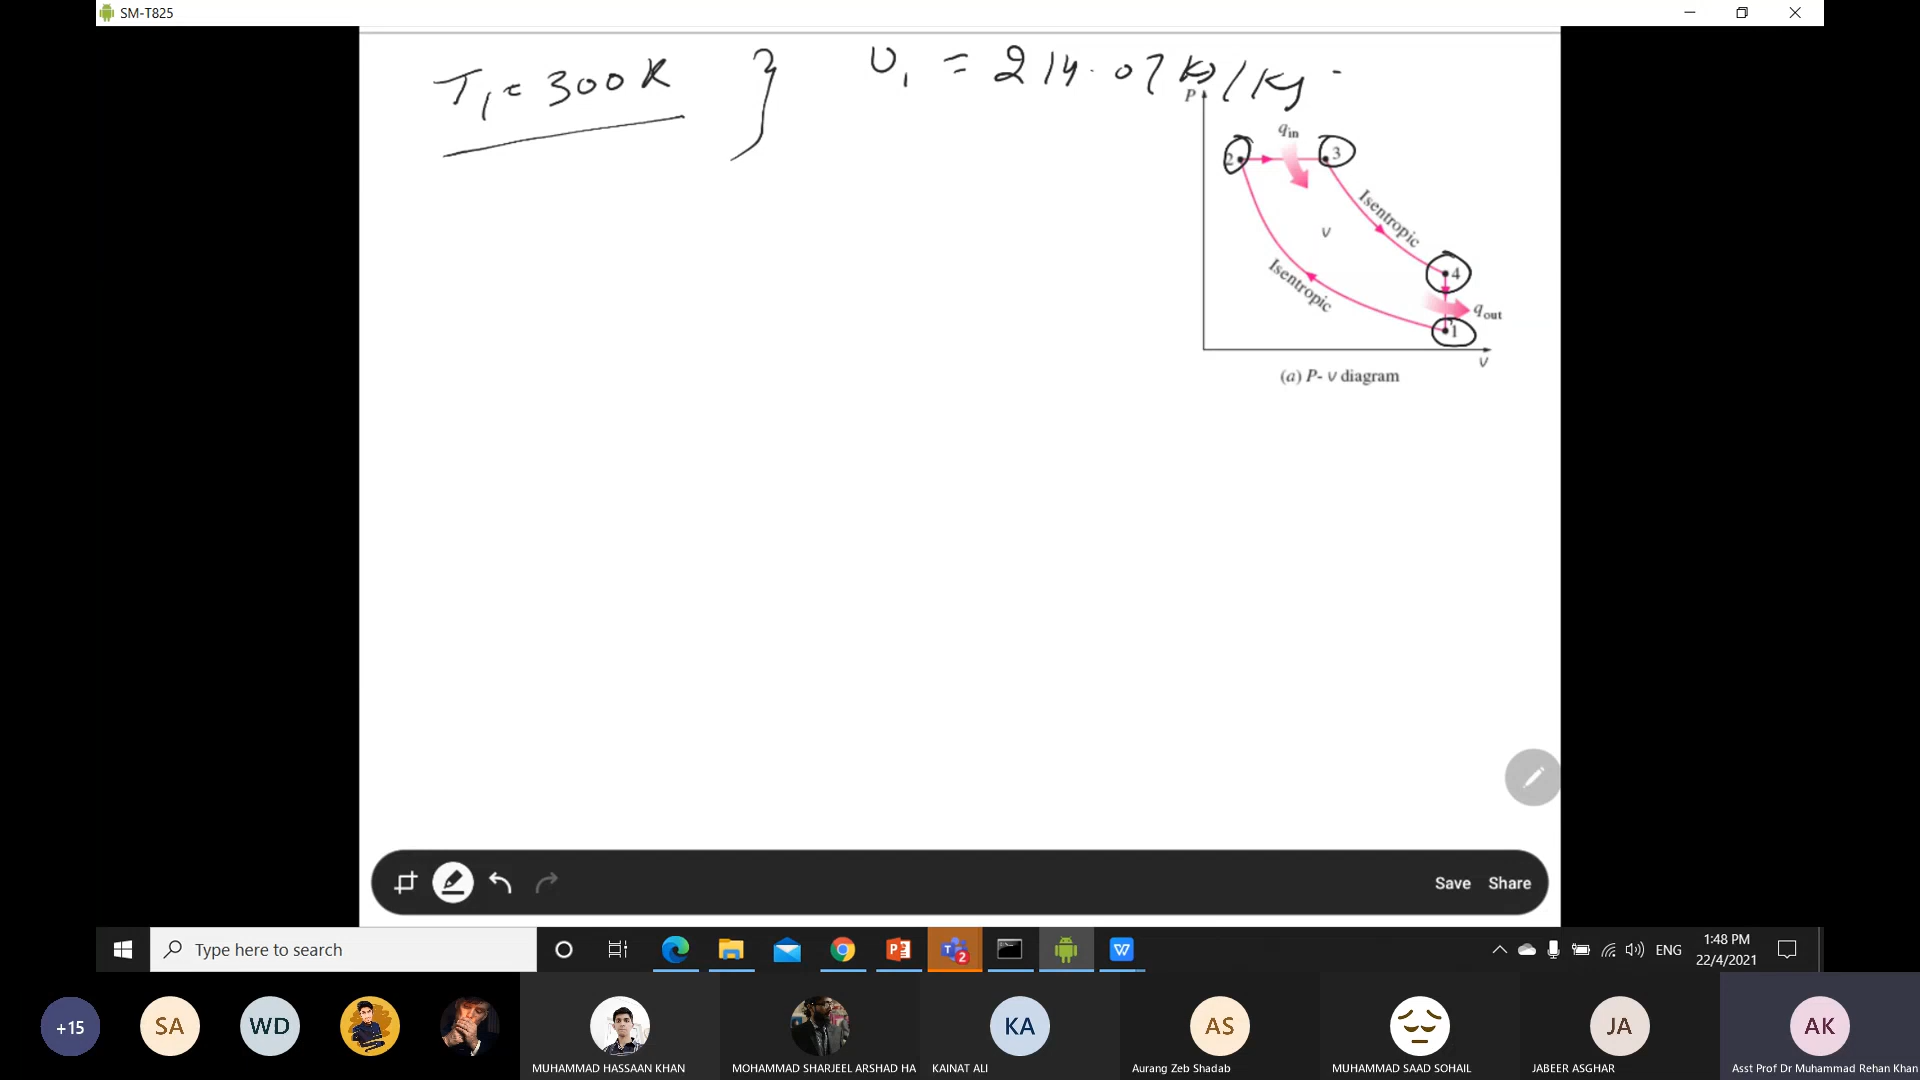 SM-T825
T1 = 300K } U1 = 214.07 KJ/Kg
P
qin
2
3
Isentropic
v
4
Isentropic
qout
1
v
(a) P- v diagram
Save Share
Type here to search
2
ENG
1:48 PM
22/4/2021
+15
SA
WD
KA
AS
JA
AK
MUHAMMAD HASSAAN KHAN
MOHAMMAD SHARJEEL ARSHAD HA
KAINAT ALI
Aurang Zeb Shadab
MUHAMMAD SAAD SOHAIL
JABEER ASGHAR
Asst Prof Dr Muhammad Rehan Khan